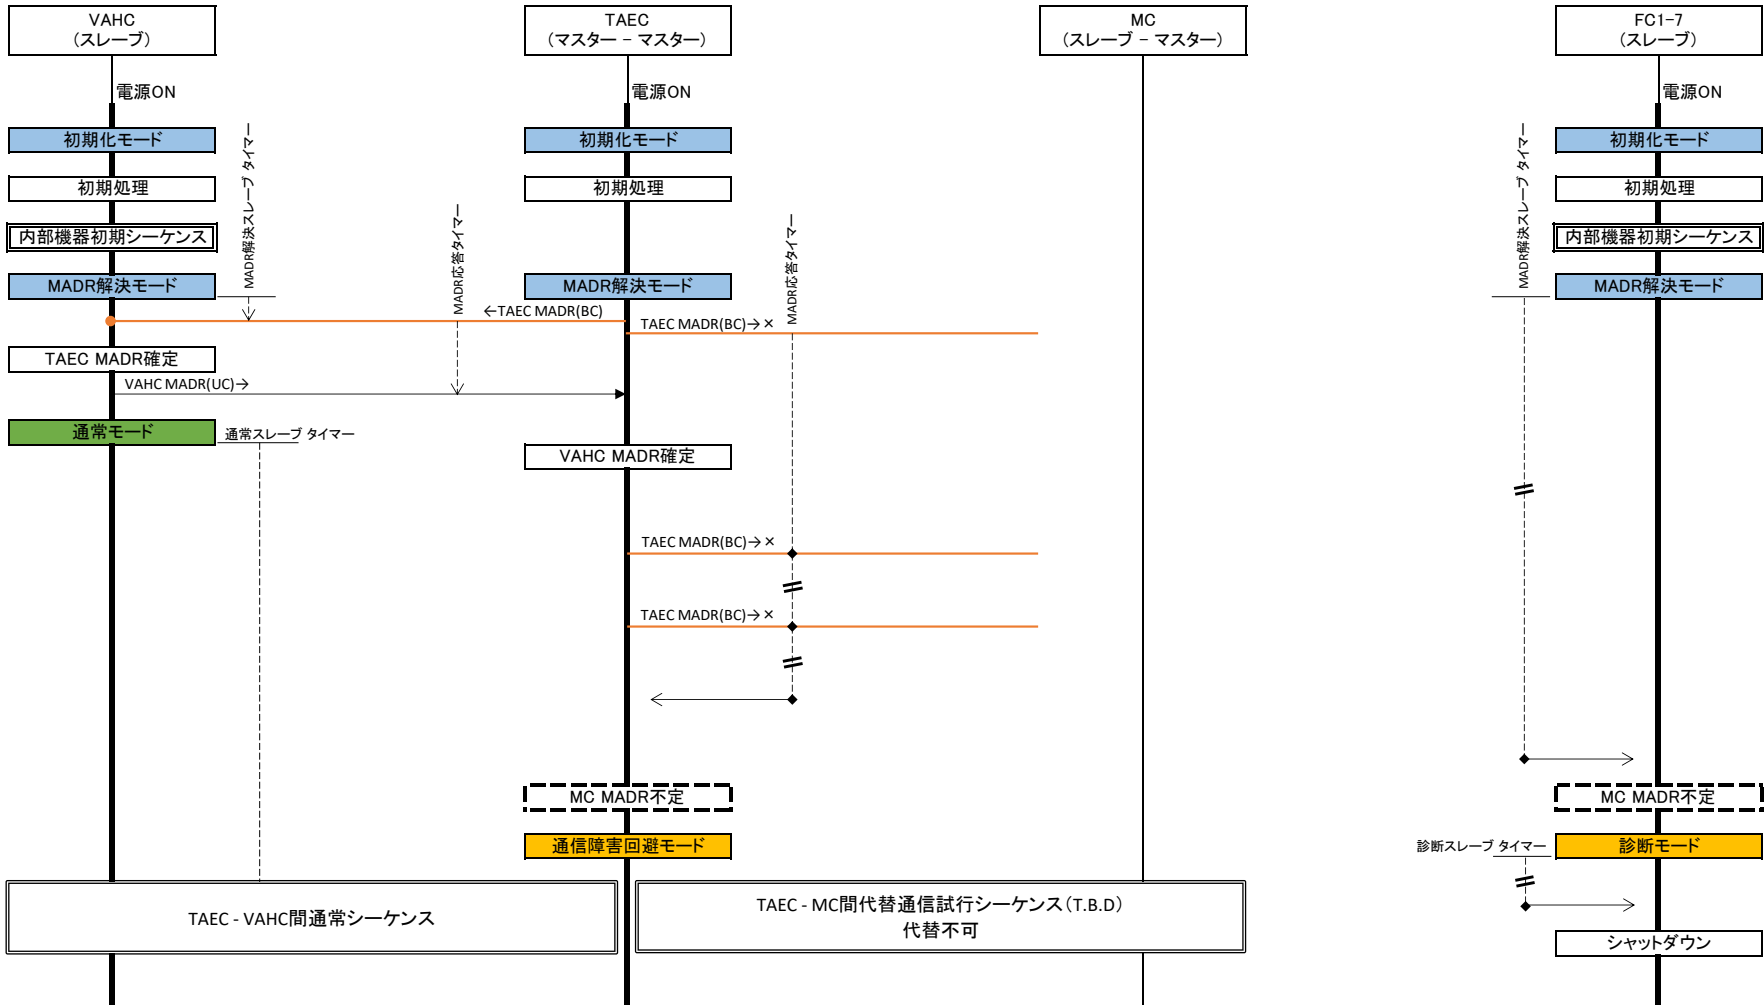 VAHC
（スレーブ）
TAEC
（マスター － マスター）
MC
（スレーブ － マスター）
FC1-7
（スレーブ）
電源ON
電源ON
電源ON
初期化モード
初期化モード
初期化モード
MADR解決スレーブ タイマー
MADR解決スレーブ タイマー
初期処理
初期処理
初期処理
MADR応答タイマー
MADR応答タイマー
内部機器初期シーケンス
内部機器初期シーケンス
MADR解決モード
MADR解決モード
MADR解決モード
←TAEC MADR(BC)
TAEC MADR(BC)→×
TAEC MADR確定
VAHC MADR(UC)→
通常モード
通常スレーブ タイマー
VAHC MADR確定
TAEC MADR(BC)→×
TAEC MADR(BC)→×
MC MADR不定
MC MADR不定
通信障害回避モード
診断スレーブ タイマー
診断モード
TAEC - VAHC間通常シーケンス
TAEC - MC間代替通信試行シーケンス（T.B.D）
代替不可
シャットダウン